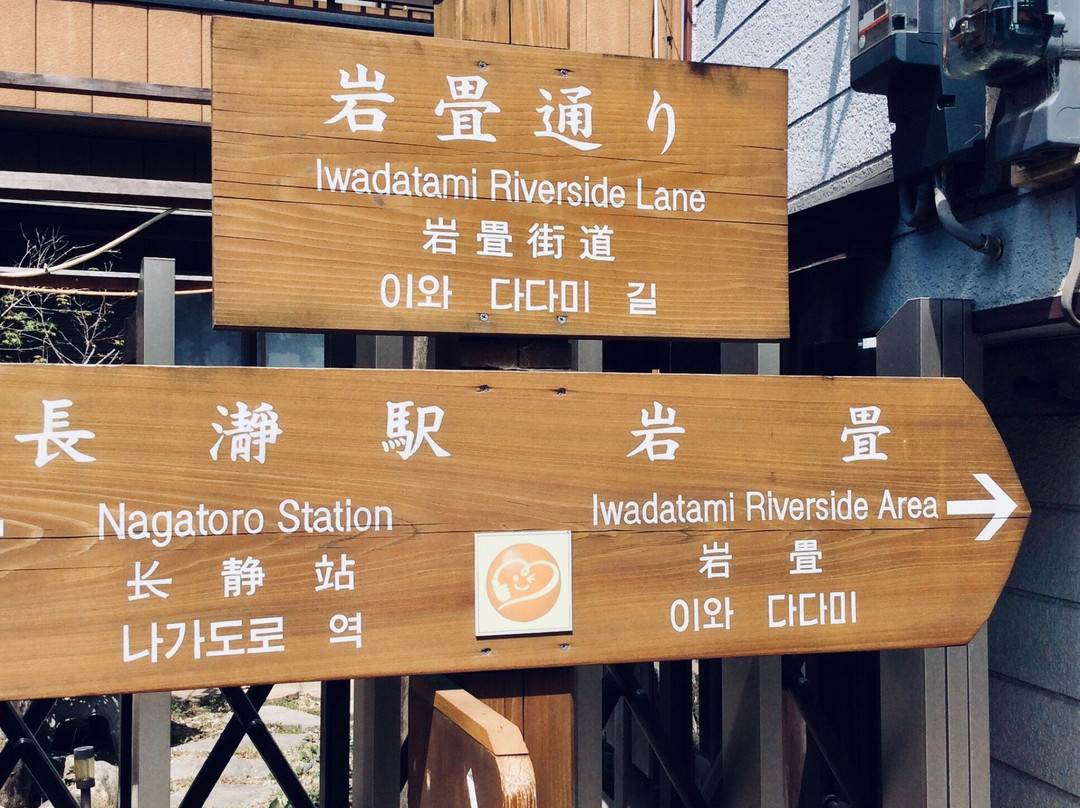 岩畳通り
Iwadatami Riverside Lane
岩畳街道
이와 다다미 길
長瀞駅
Nagatoro Station
长静站
나가도로 역
岩畳
Iwadatami Riverside Area →
岩畳
이와 다다미